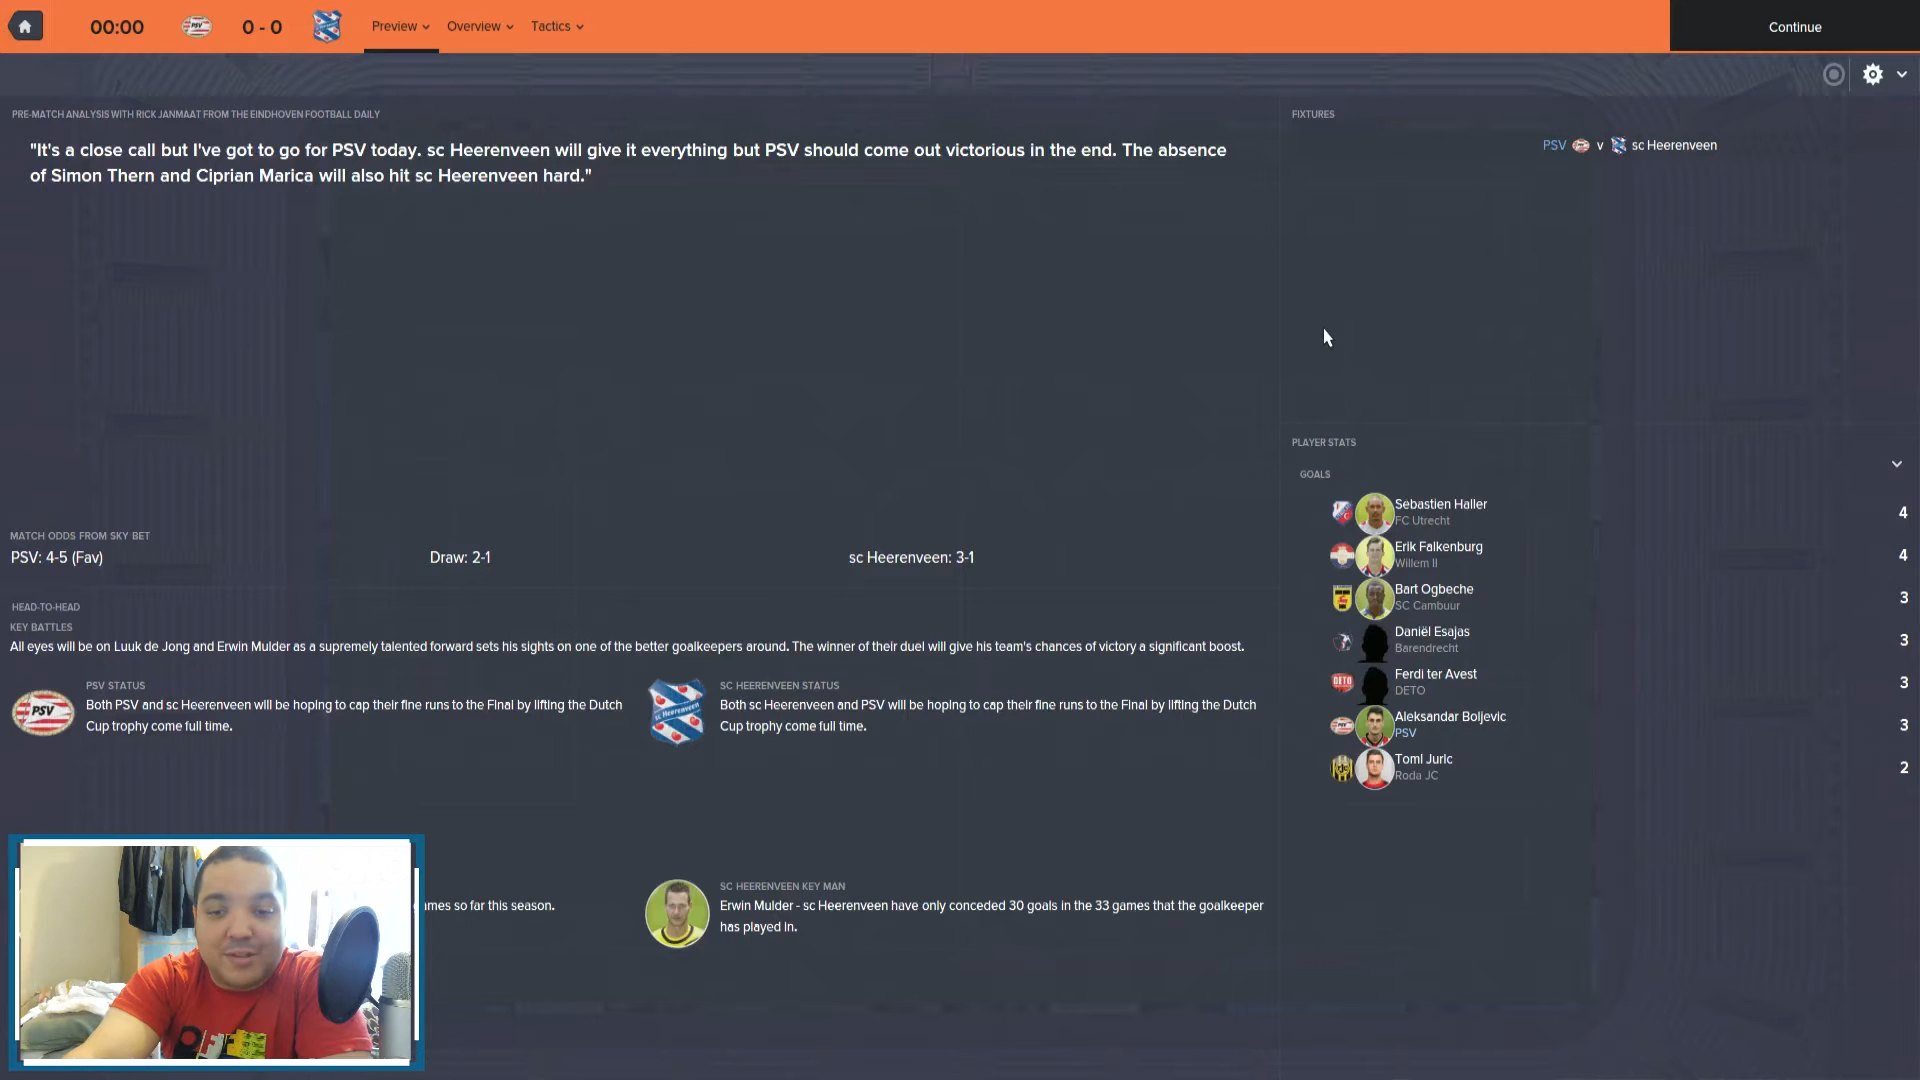 00:00
PSV
0 - 0
Preview
Overview
Tactics
Continue
PRE-MATCH ANALYSIS WITH RICK JANMAAT FROM THE EINDHOVEN FOOTBALL DAILY
"It's a close call but I've got to go for PSV today. sc Heerenveen will give it everything but PSV should come out victorious in the end. The absence
of Simon Thern and Ciprian Marica will also hit sc Heerenveen hard."
FIXTURES
PSV v sc Heerenveen
MATCH ODDS FROM SKY BET
PSV: 4-5 (Fav)
Draw: 2-1
sc Heerenveen: 3-1
HEAD-TO-HEAD
KEY BATTLES
All eyes will be on Luuk de Jong and Erwin Mulder as a supremely talented forward sets his sights on one of the better goalkeepers around. The winner of their duel will give his team's chances of victory a significant boost.
PSV
PSV STATUS
Both PSV and sc Heerenveen will be hoping to cap their fine runs to the Final by lifting the Dutch
Cup trophy come full time.
sc Heerenveen
SC HEERENVEEN STATUS
Both sc Heerenveen and PSV will be hoping to cap their fine runs to the Final by lifting the Dutch
Cup trophy come full time.
games so far this season.
SC HEERENVEEN KEY MAN
Erwin Mulder - sc Heerenveen have only conceded 30 goals in the 33 games that the goalkeeper
has played in.
PLAYER STATS
GOALS
Sébastien Haller
FC Utrecht
4
Erik Falkenburg
Willem II
4
Bart Ogbeche
SC Cambuur
3
Daniël Esajas
Barendrecht
3
Ferdi ter Avest
DETO
3
Aleksandar Boljevic
PSV
3
Tomi Juric
Roda JC
2